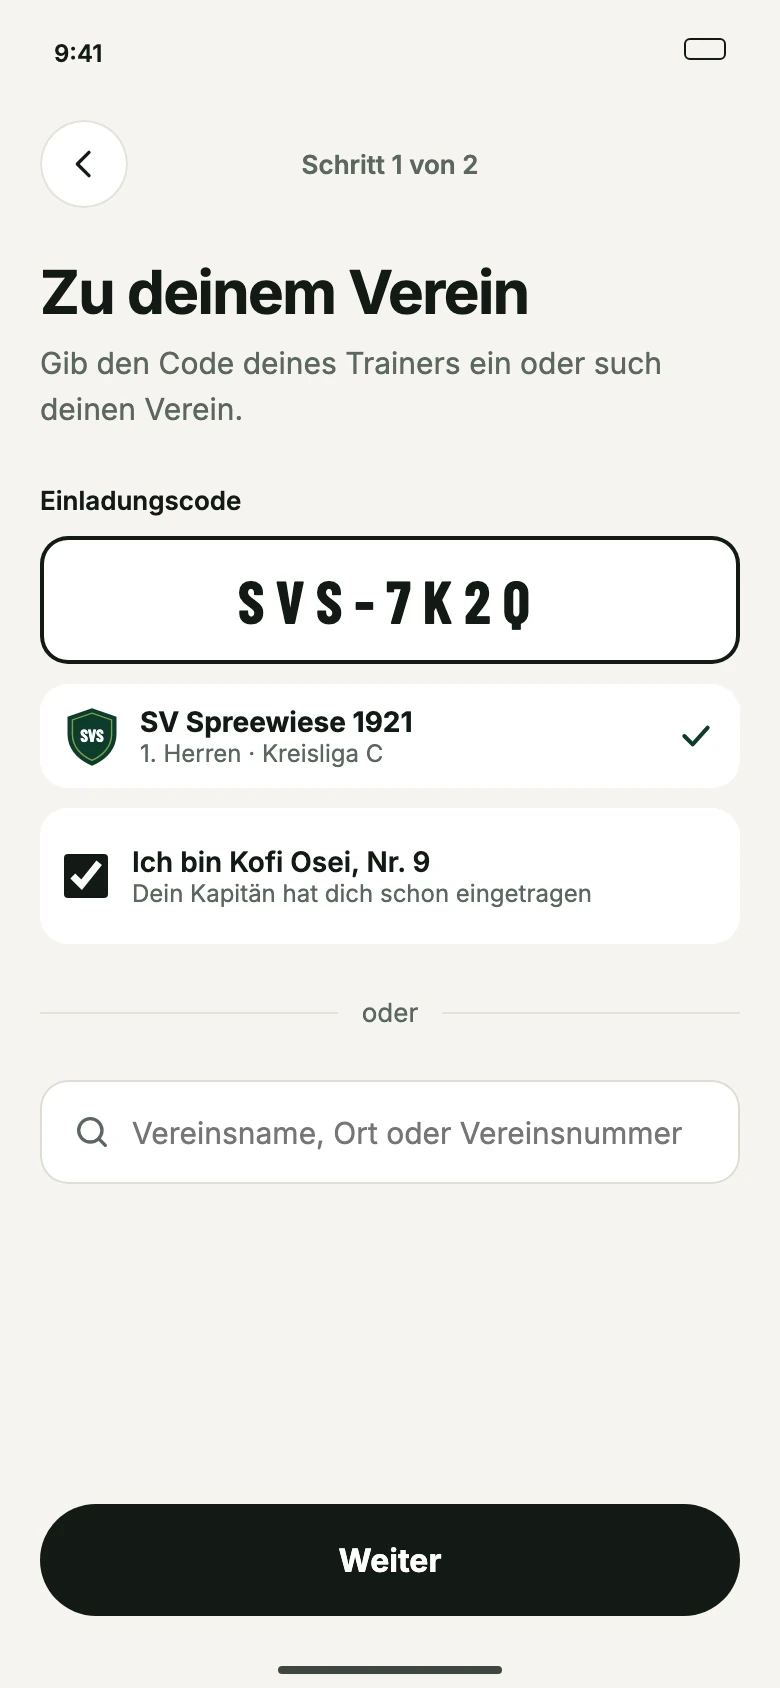 9:41
Schritt 1 von 2
Zu deinem Verein
Gib den Code deines Trainers ein oder such
deinen Verein.
Einladungscode
SVS-7K2Q
SVS
SV Spreewiese 1921
1. Herren · Kreisliga C
Ich bin Kofi Osei, Nr. 9
Dein Kapitän hat dich schon eingetragen
oder
Vereinsname, Ort oder Vereinsnummer
Weiter